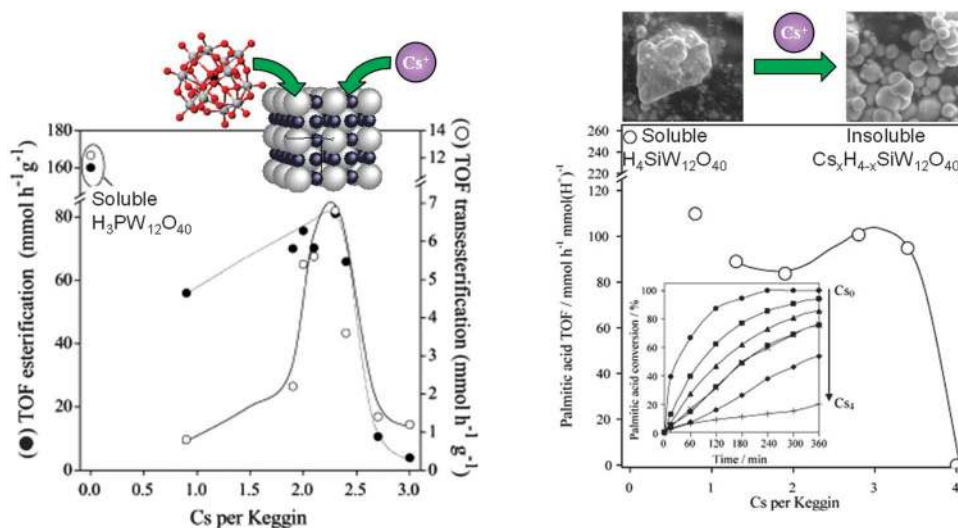 Cs⁺
180
160
80
60
40
20
0
14
12
8
7
6
5
4
3
2
1
0
(●) TOF esterification (mmol h⁻¹ g⁻¹)
(○) TOF transesterification (mmol h⁻¹ g⁻¹)
Soluble
H₃PW₁₂O₄₀
0.0 0.5 1.0 1.5 2.0 2.5 3.0
Cs per Keggin
Cs⁺
Soluble
H₄SiW₁₂O₄₀
Insoluble
CsₓH₄₋ₓSiW₁₂O₄₀
260
240
220
120
100
80
60
40
20
0
Palmitic acid TOF / mmol h⁻¹ mmol(H⁺)⁻¹
100
80
60
40
20
0
Palmitic acid conversion / %
Cs₀
Cs₄
0 60 120 180 240 300 360
Time / min
0 1 2 3 4
Cs per Keggin